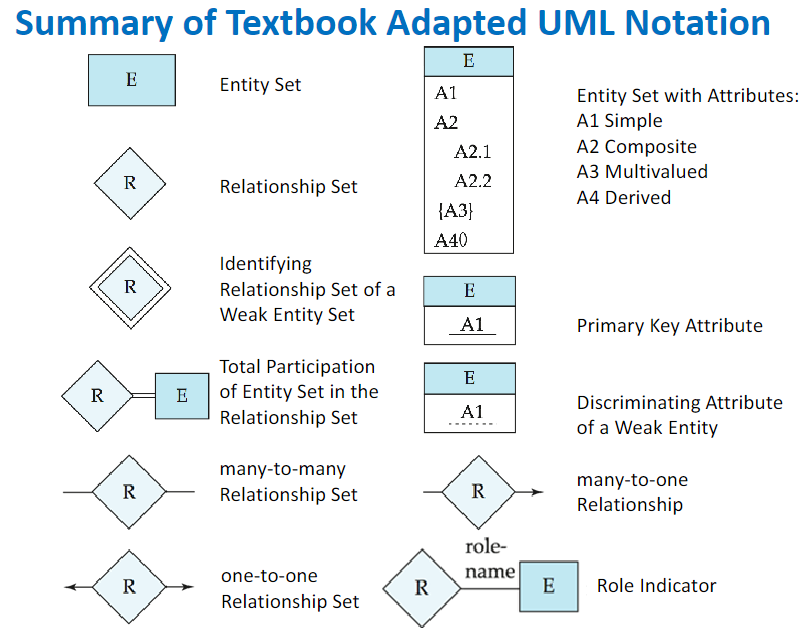 Summary of Textbook Adapted UML Notation
E
Entity Set
R
Relationship Set
R
Identifying
Relationship Set of a
Weak Entity Set
R
E
Total Participation
of Entity Set in the
Relationship Set
R
many-to-many
Relationship Set
R
one-to-one
Relationship Set
E
A1
A2
A2.1
A2.2
{A3}
A40
Entity Set with Attributes:
A1 Simple
A2 Composite
A3 Multivalued
A4 Derived
E
A1
Primary Key Attribute
E
A1
Discriminating Attribute
of a Weak Entity
R
many-to-one
Relationship
R
role-
name
E
Role Indicator